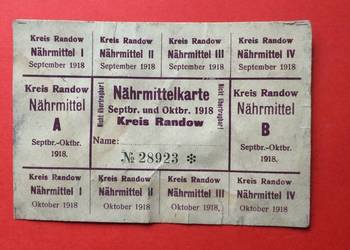 Kreis Randow
Nährmittel I
September 1918
Kreis Randow
Nährmittel II
September 1918
Kreis Randow
Nährmittel III
September 1918
Kreis Randow
Nährmittel IV
September 1918
Kreis Randow
Nährmittel
A
Septbr.-Oktbr.
1918.
Nicht übertragbar!
Nährmittelkarte
Septbr. und Oktbr. 1918
Kreis Randow
Name:
№ 28923 *
Nicht übertragbar!
Kreis Randow
Nährmittel
B
Septbr.-Oktbr.
1918.
Kreis Randow
Nährmittel I
Oktober 1918
Kreis Randow
Nährmittel II
Oktober 1918
Kreis Randow
Nährmittel III
Oktober 1918.
Kreis Randow
Nährmittel IV
Oktober 1918